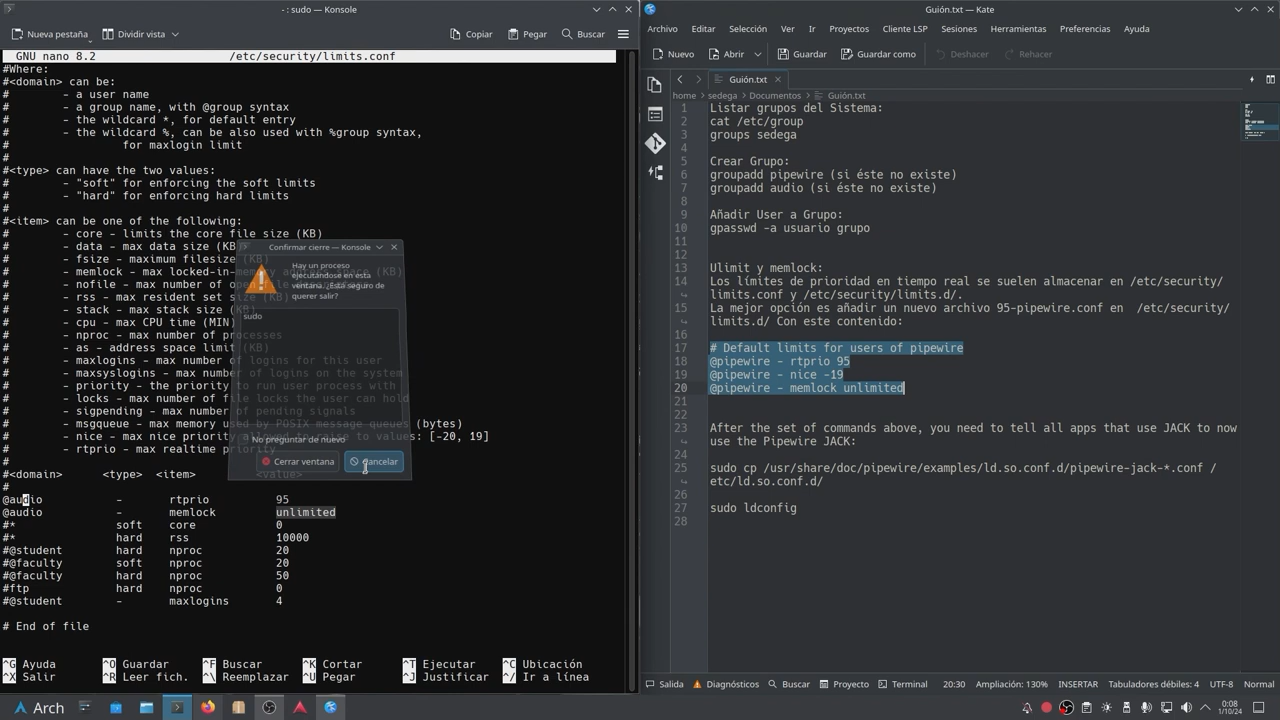 - : sudo — Konsole
Nueva pestaña
Dividir vista
Copiar
Pegar
Buscar
GNU nano 8.2 /etc/security/limits.conf
#Where:
#<domain> can be:
# - a user name
# - a group name, with @group syntax
# - the wildcard *, for default entry
# - the wildcard %, can be also used with %group syntax,
# for maxlogin limit
#
#<type> can have the two values:
# - "soft" for enforcing the soft limits
# - "hard" for enforcing hard limits
#
#<item> can be one of the following:
# - core - limits the core file size (KB)
# - data - max data size (KB)
# - fsize - maximum filesize (KB)
# - memlock - max locked-in-memory address space (KB)
# - nofile - max number of open file
# - rss - max resident set size (KB)
# - stack - max stack size (KB)
# - cpu - max CPU time (MIN)
# - nproc - max number of processes
# - as - address space limit (KB)
# - maxlogins - max number of logins for this user
# - maxsyslogins - max number of logins on the system
# - priority - the priority to run user process with
# - locks - max number of file locks the user can hold
# - sigpending - max number of pending signals
# - msgqueue - max memory used by POSIX message queues (bytes)
# - nice - max nice priority allowed to raise to values: [-20, 19]
# - rtprio - max realtime priority
#
#<domain> <type> <item> <value>
#
@audio - rtprio 95
@audio - memlock unlimited
#* soft core 0
#* hard rss 10000
#@student hard nproc 20
#@faculty soft nproc 20
#@faculty hard nproc 50
#ftp hard nproc 0
#@student - maxlogins 4
# End of file
^G Ayuda ^O Guardar ^F Buscar ^K Cortar ^T Ejecutar ^C Ubicación
^X Salir ^R Leer fich. ^\ Reemplazar ^U Pegar ^J Justificar ^/ Ir a línea
Confirmar cierre — Konsole
Hay un proceso
ejecutándose en esta
ventana. ¿Está seguro de
querer salir?
sudo
No preguntar de nuevo
Cerrar ventana
Cancelar
Guión.txt — Kate
Archivo Editar Selección Ver Ir Proyectos Cliente LSP Sesiones Herramientas Preferencias Ayuda
Nuevo Abrir Guardar Guardar como Deshacer Rehacer
Guión.txt
home sedega Documentos Guión.txt
1 Listar grupos del Sistema:
2 cat /etc/group
3 groups sedega
4
5 Crear Grupo:
6 groupadd pipewire (si éste no existe)
7 groupadd audio (si éste no existe)
8
9 Añadir User a Grupo:
10 gpasswd -a usuario grupo
11
12
13 Ulimit y memlock:
14 Los límites de prioridad en tiempo real se suelen almacenar en /etc/security/
limits.conf y /etc/security/limits.d/.
15 La mejor opción es añadir un nuevo archivo 95-pipewire.conf en /etc/security/
limits.d/ Con este contenido:
16
17 # Default limits for users of pipewire
18 @pipewire - rtprio 95
19 @pipewire - nice -19
20 @pipewire - memlock unlimited
21
22
23 After the set of commands above, you need to tell all apps that use JACK to now
use the Pipewire JACK:
24
25 sudo cp /usr/share/doc/pipewire/examples/ld.so.conf.d/pipewire-jack-*.conf /
etc/ld.so.conf.d/
26
27 sudo ldconfig
28
Salida Diagnósticos Buscar Proyecto Terminal 20:30 Ampliación: 130% INSERTAR Tabuladores débiles: 4 UTF-8 Normal
Arch
0:08
1/10/24